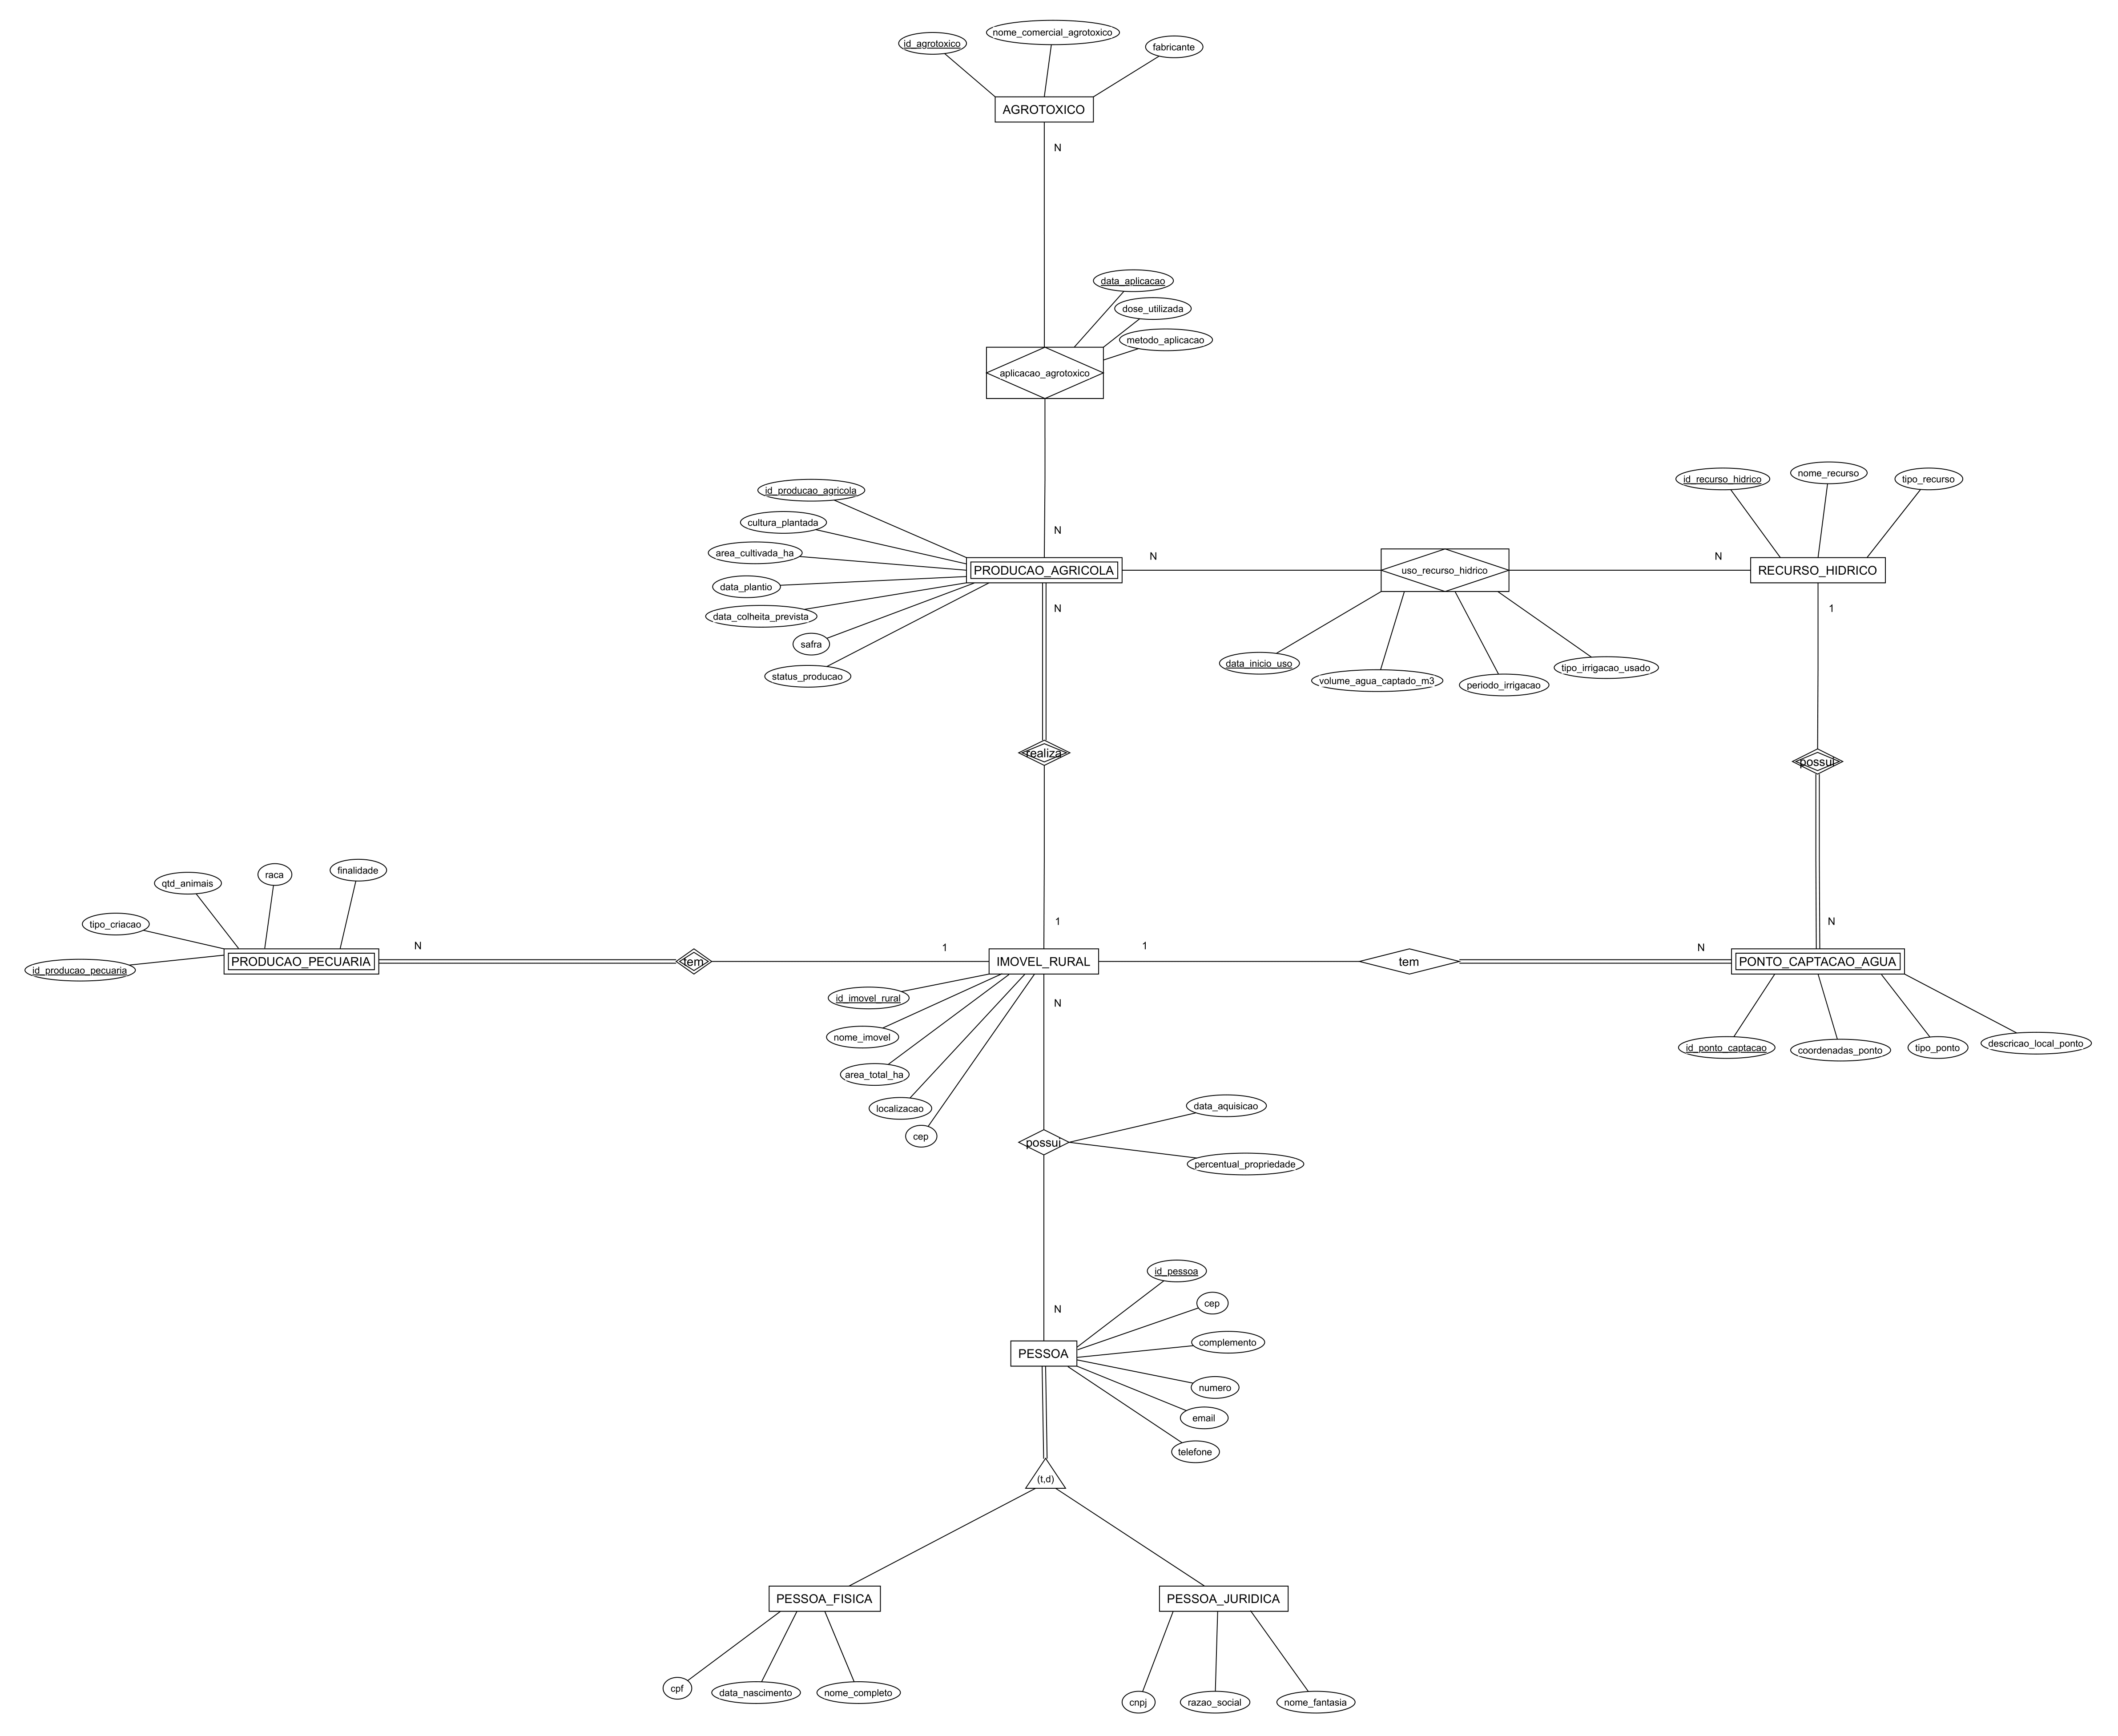 nome_comercial_agrotoxico
id_agrotoxico
fabricante
AGROTOXICO
N
data_aplicacao
dose_utilizada
metodo_aplicacao
aplicacao_agrotoxico
id_producao_agricola
cultura_plantada
area_cultivada_ha
data_plantio
data_colheita_prevista
safra
status_producao
N
PRODUCAO_AGRICOLA
N
N
uso_recurso_hidrico
N
data_inicio_uso
volume_agua_captado_m3
periodo_irrigacao
tipo_irrigacao_usado
id_recurso_hidrico
nome_recurso
tipo_recurso
RECURSO_HIDRICO
1
realiza
possui
N
1
finalidade
raca
qtd_animais
tipo_criacao
id_producao_pecuaria
PRODUCAO_PECUARIA
N
tem
1
IMOVEL_RURAL
1
tem
N
PONTO_CAPTACAO_AGUA
id_imovel_rural
nome_imovel
area_total_ha
localizacao
cep
N
id_ponto_captacao
coordenadas_ponto
tipo_ponto
descricao_local_ponto
data_aquisicao
possui
percentual_propriedade
N
id_pessoa
cep
complemento
PESSOA
numero
email
telefone
(t,d)
PESSOA_FISICA
PESSOA_JURIDICA
cpf
data_nascimento
nome_completo
cnpj
razao_social
nome_fantasia